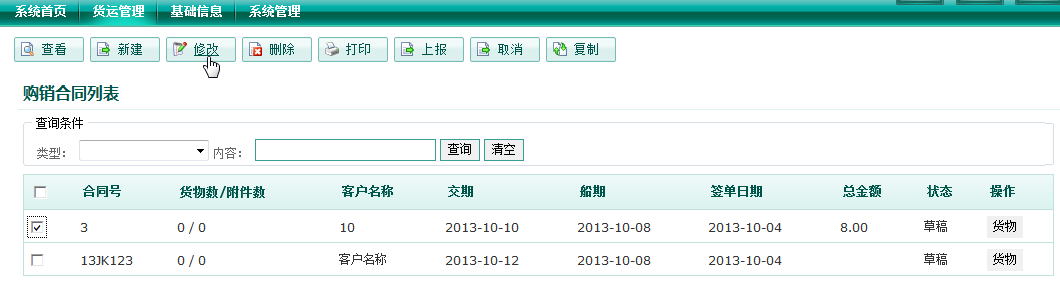 系统首页 货运管理 基础信息 系统管理
查看 新建 修改 删除 打印 上报 取消 复制
购销合同列表
查询条件
类型： 内容： 查询 清空
合同号 货物数/附件数 客户名称 交期 船期 签单日期 总金额 状态 操作
3 0 / 0 10 2013-10-10 2013-10-08 2013-10-04 8.00 草稿 货物
13JK123 0 / 0 客户名称 2013-10-12 2013-10-08 2013-10-04 草稿 货物